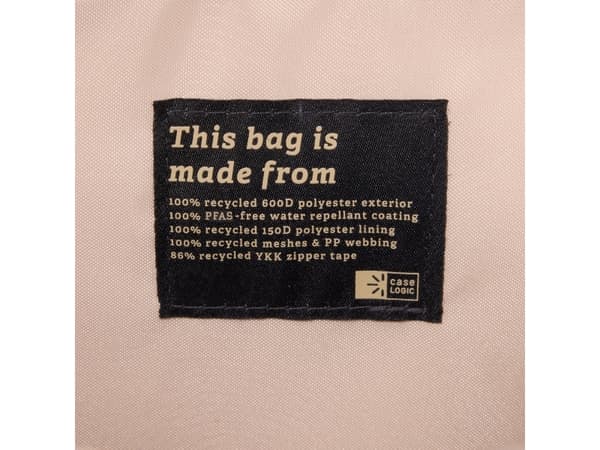 This bag is
made from
100% recycled 600D polyester exterior
100% PFAS-free water repellant coating
100% recycled 150D polyester lining
100% recycled meshes & PP webbing
86% recycled YKK zipper tape
case
LOGIC